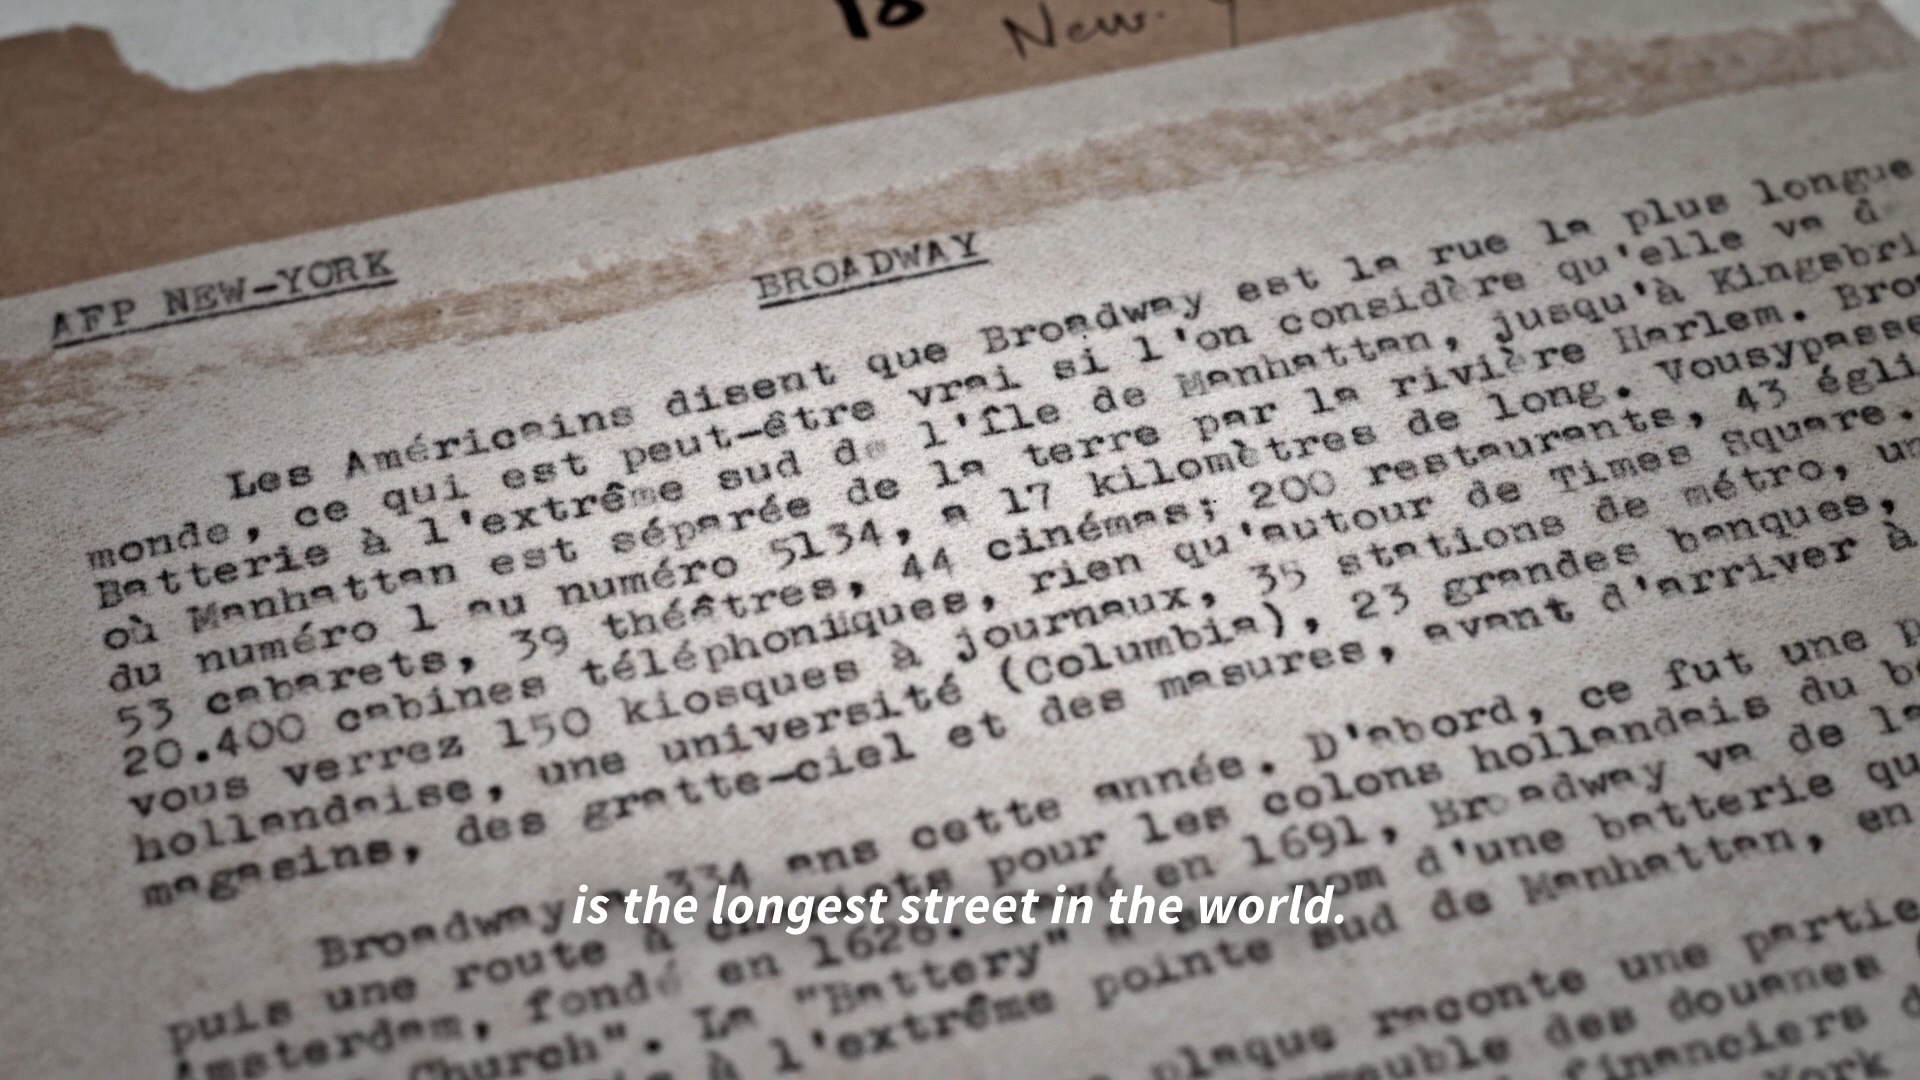 New
AFP NEW-YORK
BROADWAY
Les Américains disent que Broadway est la rue la plus longue
monde, ce qui est peut-être vrai si l'on considère qu'elle va
Batterie à l'extrême sud de l'île de Manhattan, jusqu'à Kingsbri
où Manhattan est séparée de la terre par la rivière Harlem. Bro
du numéro 1 au numéro 5134, a 17 kilomètres de long. Vousypasse
53 cabarets, 39 théâtres, 44 cinémas; 200 restaurants, 43 égli
20.400 cabines téléphoniiques, rien qu'autour de Times Square.
vous verrez 150 kiosques à journaux, 35 stations de métro, un
hollandaise, une université (Columbia), 23 grandes banques,
magasins, des gratte-ciel et des masures, avant d'arriver à
Broadway 334 ans cette année. D'abord, ce fut une
puis une route à pour les colons hollandais du
Amsterdam, fondé en 1626. en 1691, Broadway va de la
Church". La "Battery" nom d'une batterie qu
à l'extrême pointe sud de Manhattan, en
plaque raconte une partie
des douanes
financiers
York
is the longest street in the world.